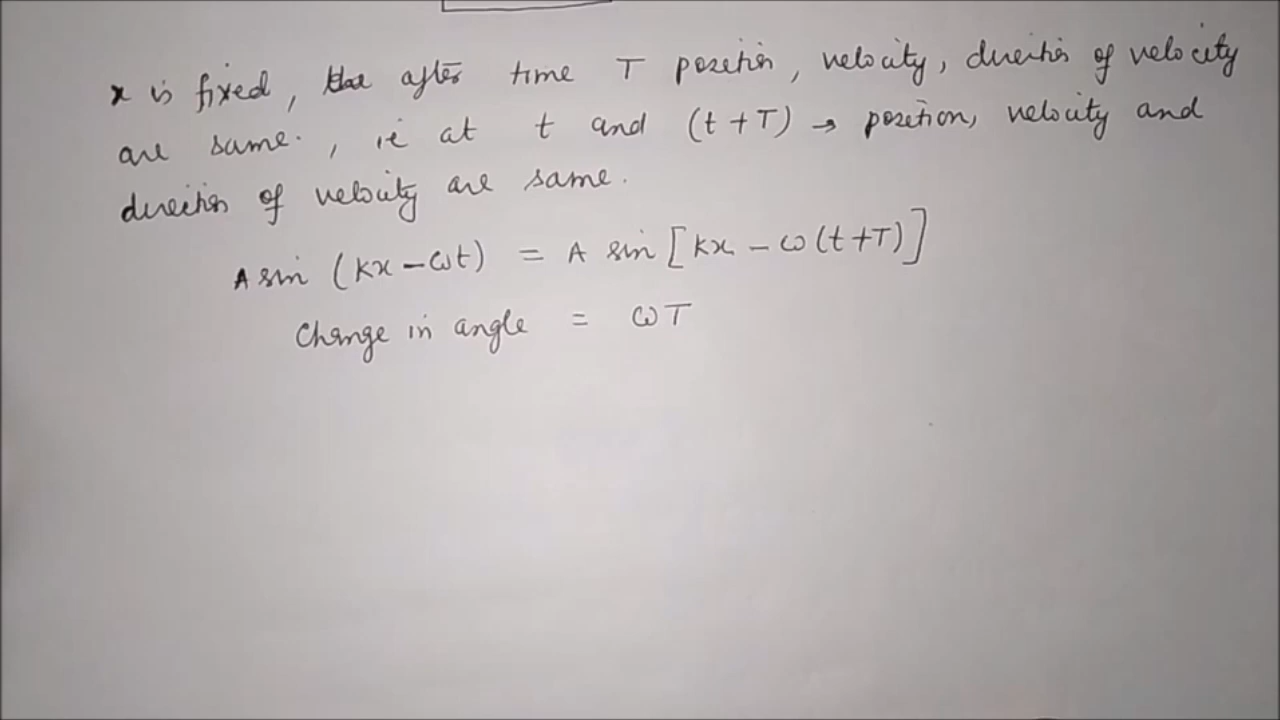 x is fixed, after time T position, velocity, direction of velocity
are same. , ie at t and (t + T) → position, velocity and
direction of velocity are same.
A sin (kx - ωt) = A sin [kx - ω (t+T)]
Change in angle = ωT